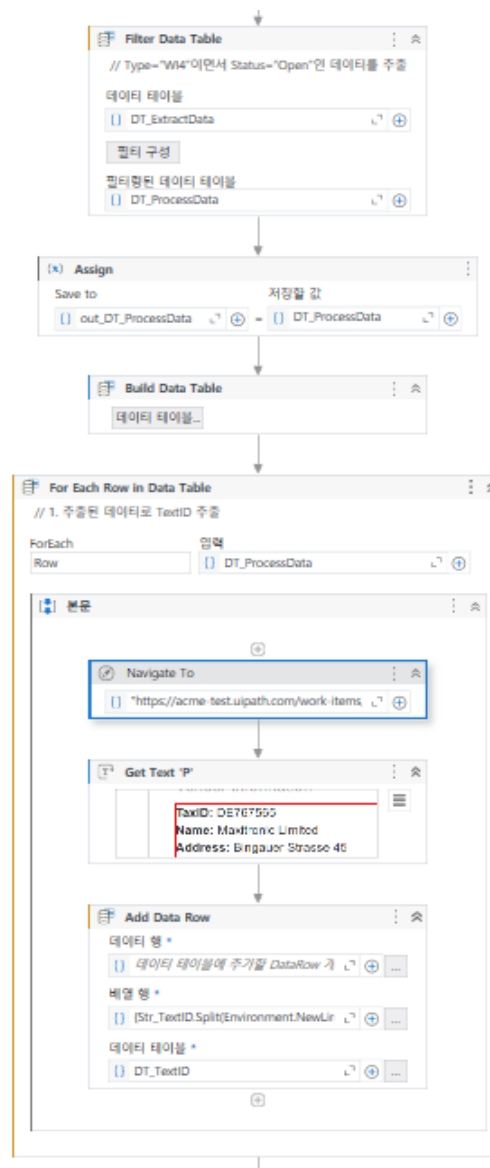 Filter Data Table
// Type="WI4"이면서 Status="Open"인 데이터를 추출
데이터 테이블
DT_ExtractData
필터 구성
필터링된 데이터 테이블
DT_ProcessData
Assign
Save to
저장할 값
out_DT_ProcessData = DT_ProcessData
Build Data Table
데이터 테이블...
For Each Row in Data Table
// 1. 추출된 데이터로 TextID 추출
ForEach
입력
Row
DT_ProcessData
본문
Navigate To
"https://acme-test.uipath.com/work-items
Get Text 'P'
TaxID: DE767565
Name: Maxitronic Limited
Address: Bingauer Strasse 45
Add Data Row
데이터 행 *
데이터 테이블에 추가할 DataRow 개
배열 행 *
{Str_TextID.Split(Environment.NewLir
...
데이터 테이블 *
DT_TextID
...